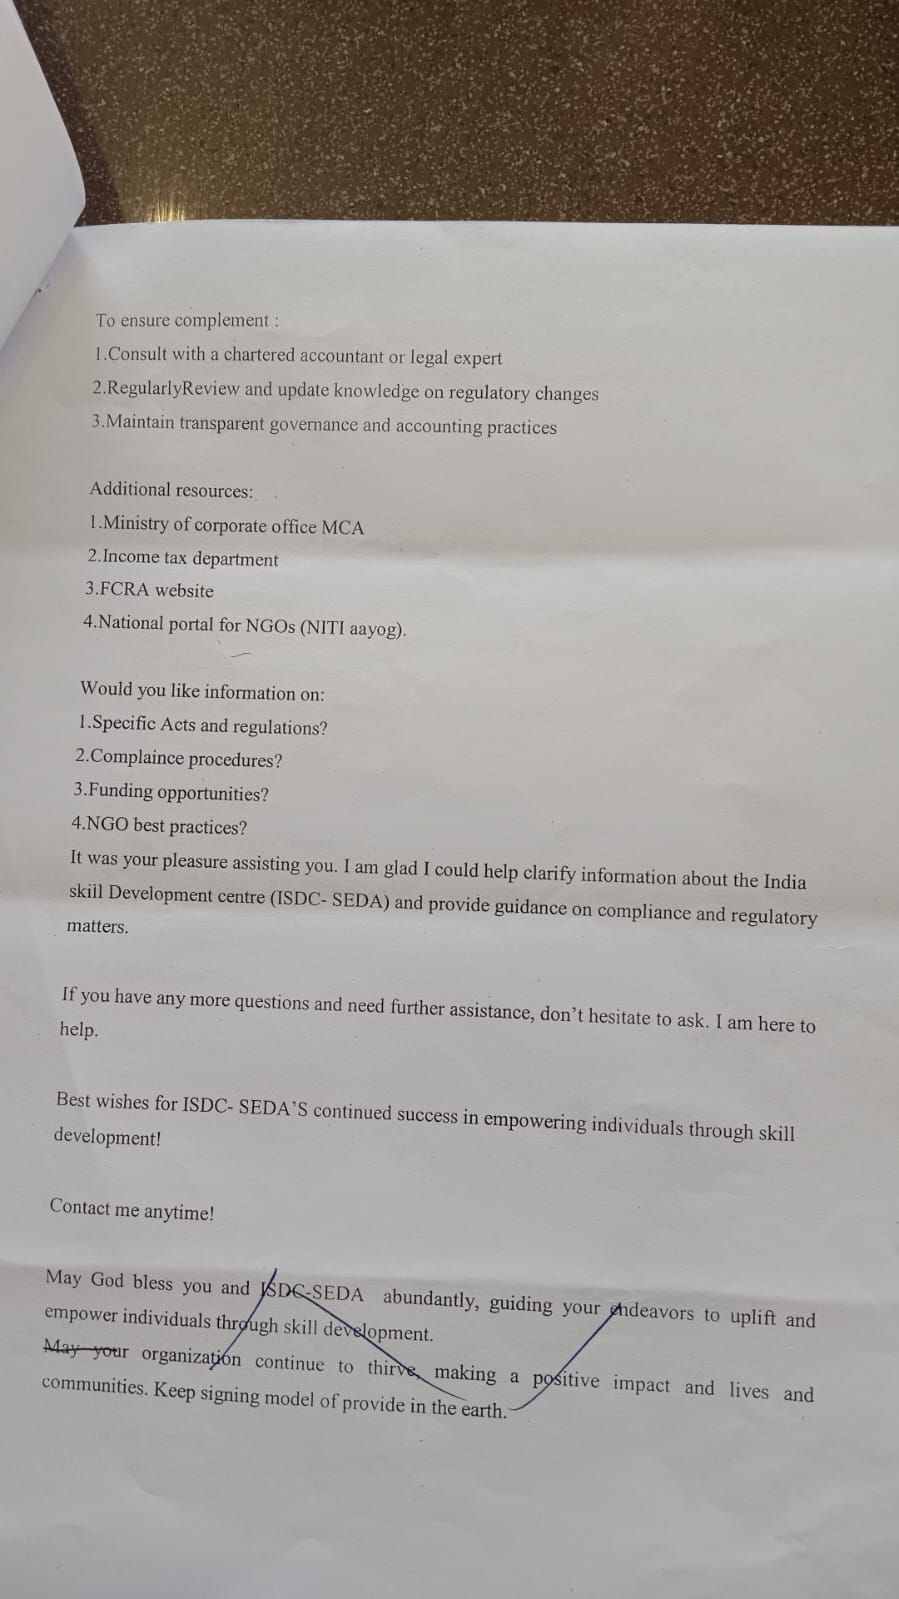 To ensure complement :
1.Consult with a chartered accountant or legal expert
2.RegularlyReview and update knowledge on regulatory changes
3.Maintain transparent governance and accounting practices
Additional resources:
1.Ministry of corporate office MCA
2.Income tax department
3.FCRA website
4.National portal for NGOs (NITI aayog).
Would you like information on:
1.Specific Acts and regulations?
2.Complaince procedures?
3.Funding opportunities?
4.NGO best practices?
It was your pleasure assisting you. I am glad I could help clarify information about the India
skill Development centre (ISDC- SEDA) and provide guidance on compliance and regulatory
matters.
If you have any more questions and need further assistance, don’t hesitate to ask. I am here to
help.
Best wishes for ISDC- SEDA’S continued success in empowering individuals through skill
development!
Contact me anytime!
May God bless you and ISDC-SEDA abundantly, guiding your endeavors to uplift and
empower individuals through skill development.
May your organization continue to thirve, making a positive impact and lives and
communities. Keep signing model of provide in the earth.